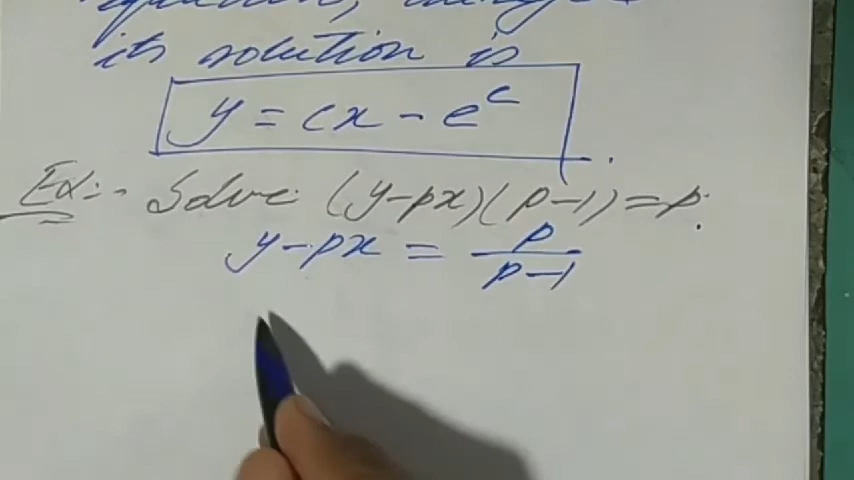 its solution is
y = cx - e^c
Ex:- Solve (y-px)(p-1)=p.
y-px = p/(p-1)